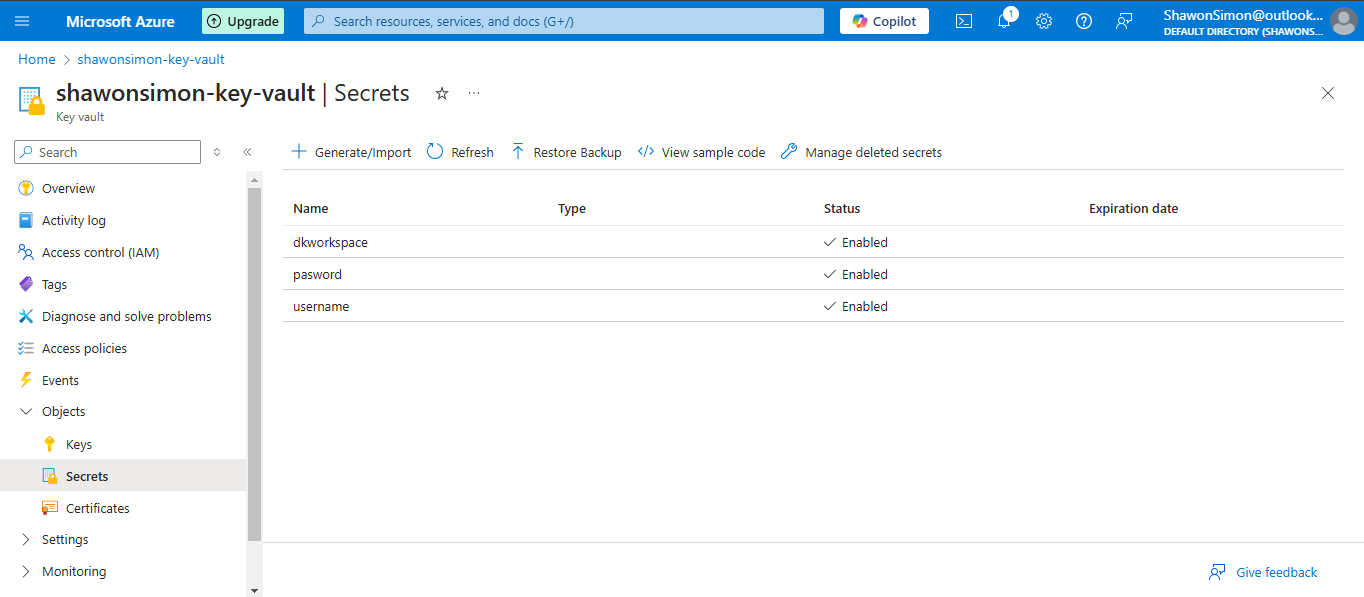 Microsoft Azure Upgrade Search resources, services, and docs (G+/) Copilot 1 ShawonSimon@outlook...
DEFAULT DIRECTORY (SHAWONS...
Home > shawonsimon-key-vault
shawonsimon-key-vault | Secrets ...
Key vault
Search
Generate/Import Refresh Restore Backup View sample code Manage deleted secrets
Overview
Activity log
Access control (IAM)
Tags
Diagnose and solve problems
Access policies
Events
Objects
Keys
Secrets
Certificates
Settings
Monitoring
Name Type Status Expiration date
dkworkspace Enabled
pasword Enabled
username Enabled
Give feedback